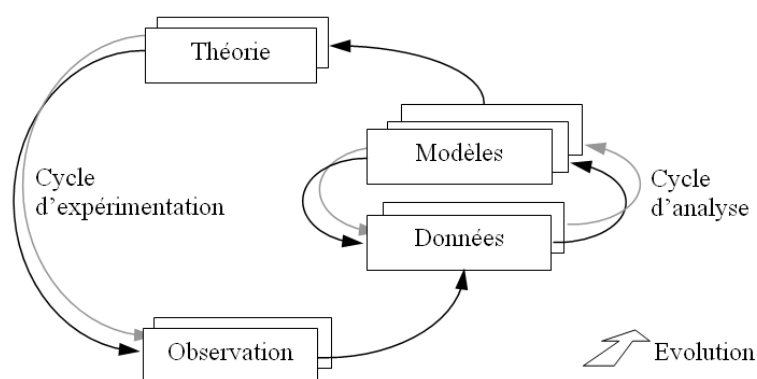 Théorie
Modèles
Cycle
d’expérimentation
Cycle
d’analyse
Données
Observation
Evolution